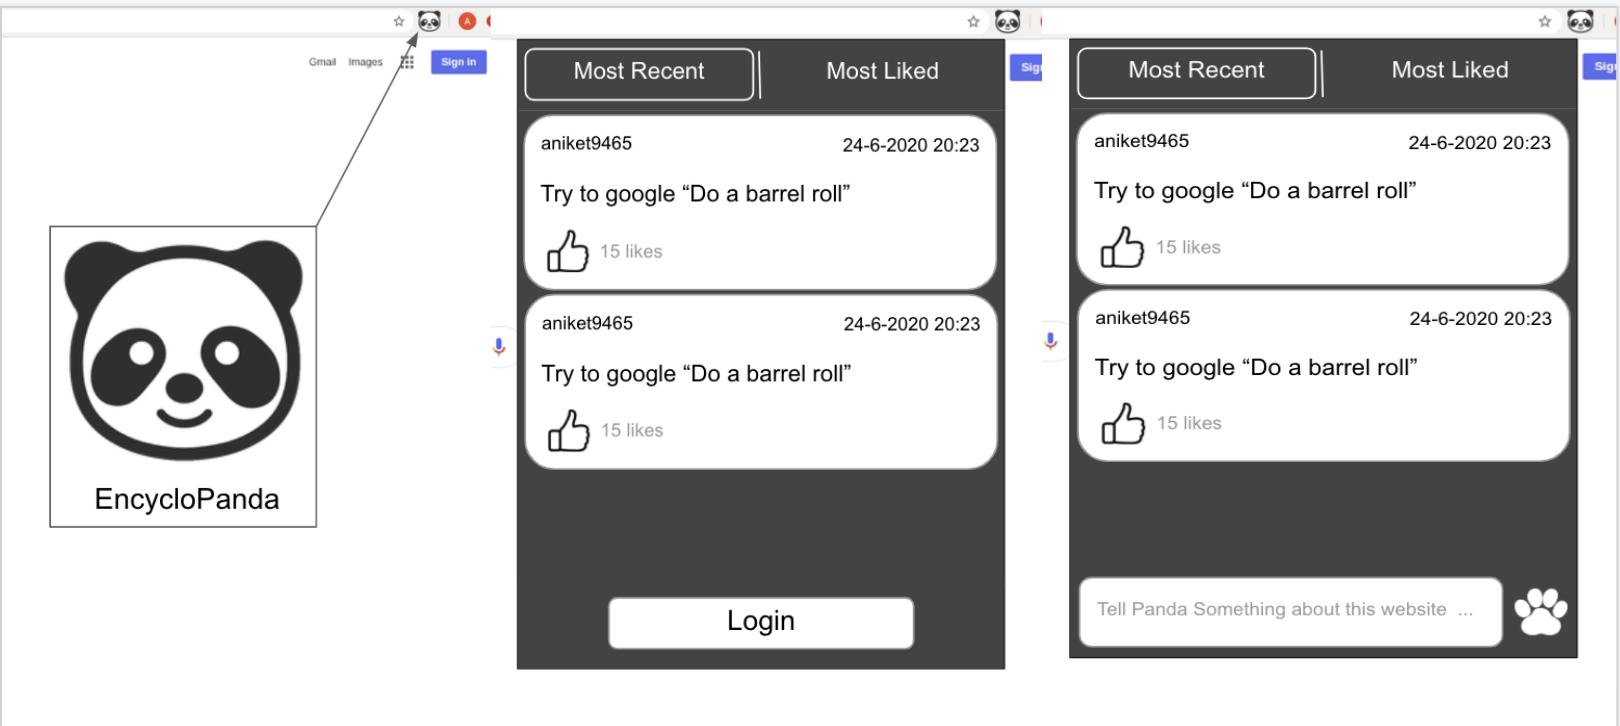 A
Gmail Images Sign in
EncycloPanda
Most Recent Most Liked
aniket9465 24-6-2020 20:23
Try to google “Do a barrel roll”
15 likes
aniket9465 24-6-2020 20:23
Try to google “Do a barrel roll”
15 likes
Login
Sig
Most Recent Most Liked
aniket9465 24-6-2020 20:23
Try to google “Do a barrel roll”
15 likes
aniket9465 24-6-2020 20:23
Try to google “Do a barrel roll”
15 likes
Tell Panda Something about this website ...
Sig